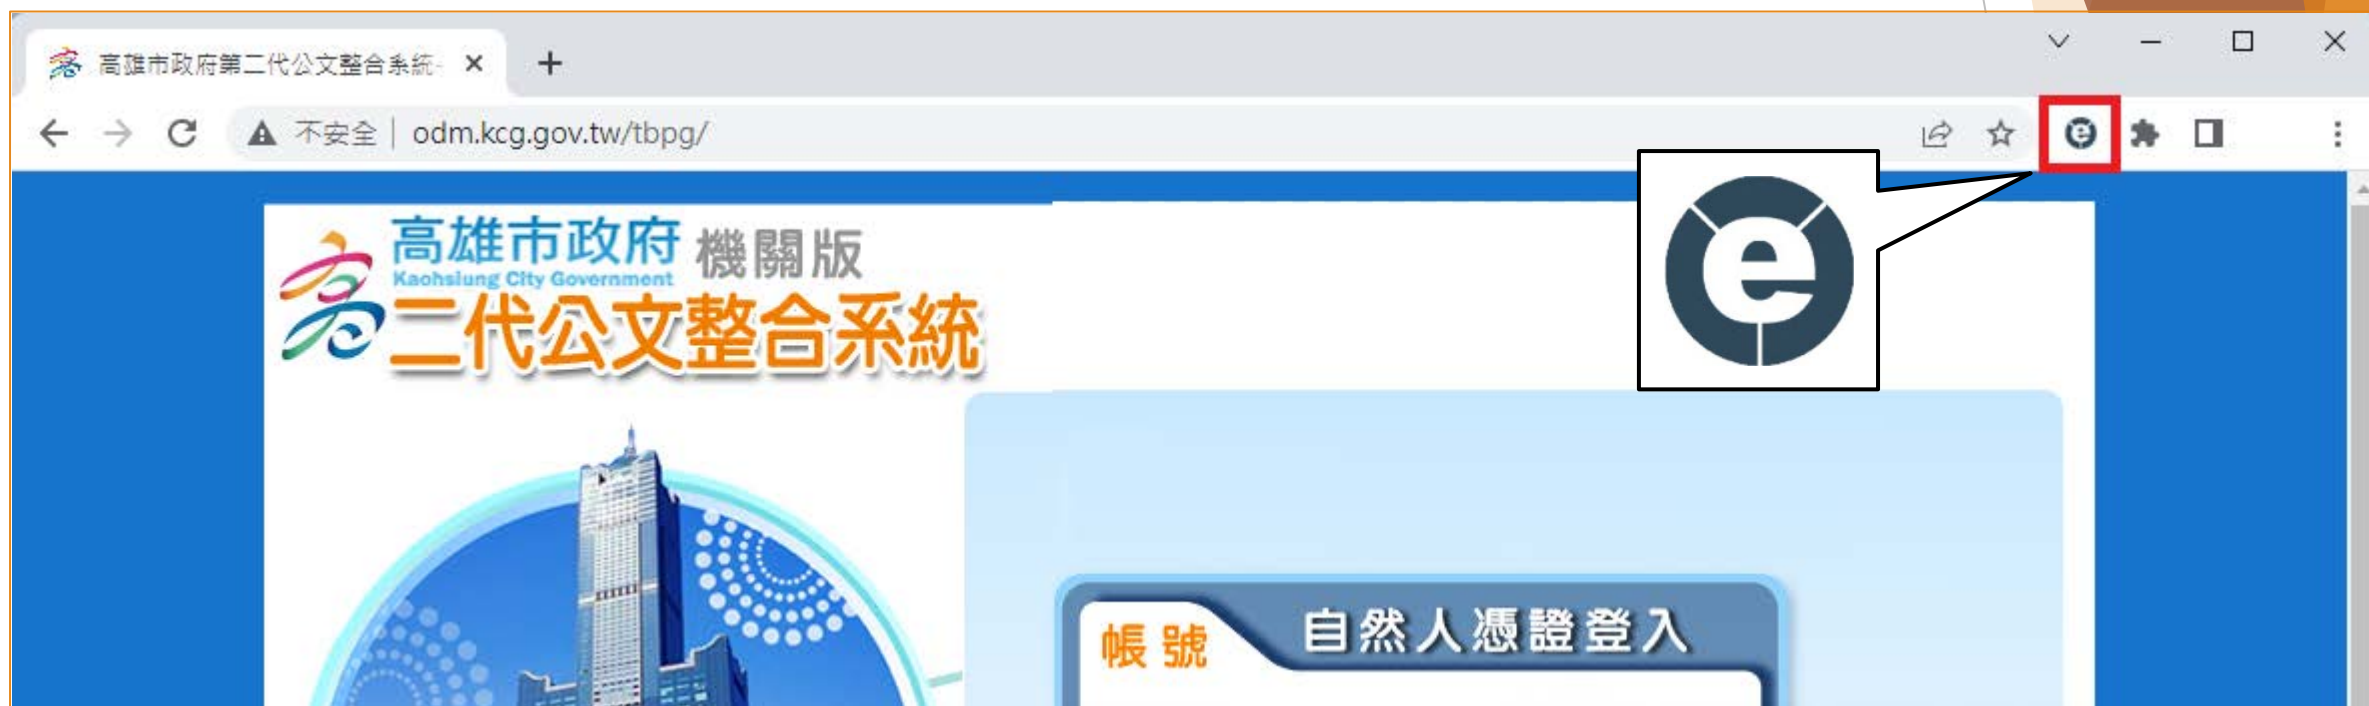 高雄市政府第二代公文整合系統-
不安全 | odm.kcg.gov.tw/tbpg/
e
高雄市政府 機關版
Kaohsiung City Government
二代公文整合系統
帳號 自然人憑證登入